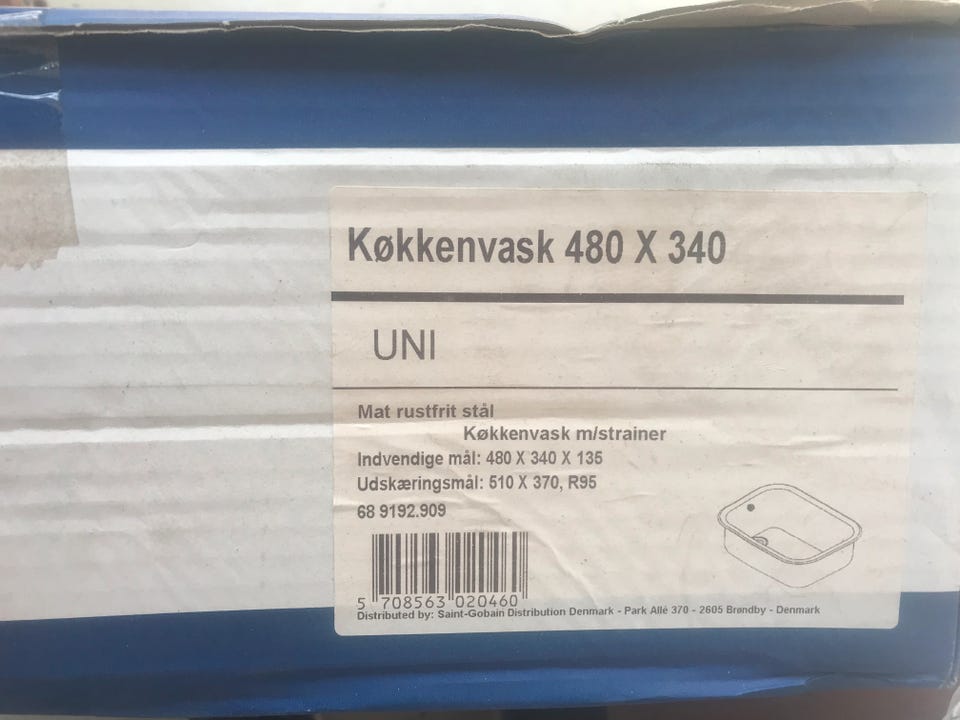 Køkkenvask 480 X 340
UNI
Mat rustfrit stål
Køkkenvask m/strainer
Indvendige mål: 480 X 340 X 135
Udskæringsmål: 510 X 370, R95
68 9192.909
5 708563 020460
Distributed by: Saint-Gobain Distribution Denmark - Park Allé 370 - 2605 Brøndby - Denmark